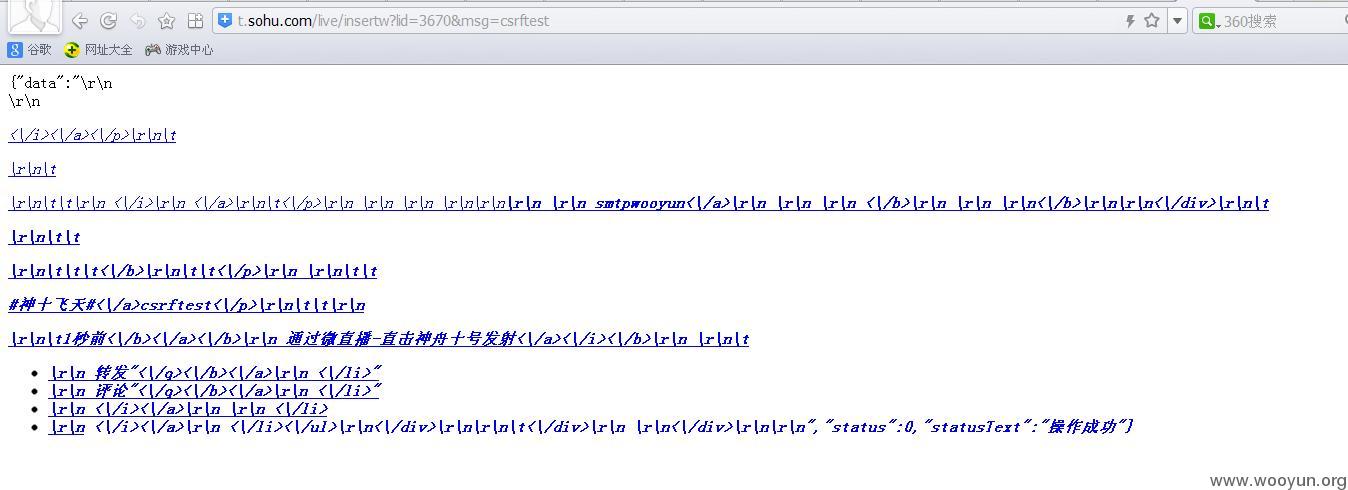 t.sohu.com/live/insertw?lid=3670&msg=csrftest
360搜索
谷歌 网址大全 游戏中心
{"data":"\r\n
\r\n
<\/i><\/a><\/p>\r\n\t
\r\n\t
\r\n\t\t\r\n <\/i>\r\n <\/a>\r\n\t<\/p>\r\n \r\n \r\n \r\n\r\n\r\n \r\n smtpwooyun<\/a>\r\n \r\n \r\n <\/b>\r\n \r\n \r\n<\/b>\r\n\r\n<\/div>\r\n\t
\r\n\t\t
\r\n\t\t\t<\/b>\r\n\t\t<\/p>\r\n \r\n\t\t
#神十飞天#<\/a>csrftest<\/p>\r\n\t\t\r\n
\r\n\t1秒前<\/b><\/a><\/b>\r\n 通过微直播-直击神舟十号发射<\/a><\/i><\/b>\r\n \r\n\t
\r\n 转发"<\/q><\/b><\/a>\r\n <\/li>"
\r\n 评论"<\/q><\/b><\/a>\r\n <\/li>"
\r\n <\/i><\/a>\r\n \r\n <\/li>
\r\n <\/i><\/a>\r\n <\/li><\/ul>\r\n<\/div>\r\n\r\n\t<\/div>\r\n \r\n<\/div>\r\n\r\n","status":0,"statusText":"操作成功"}
www.wooyun.org